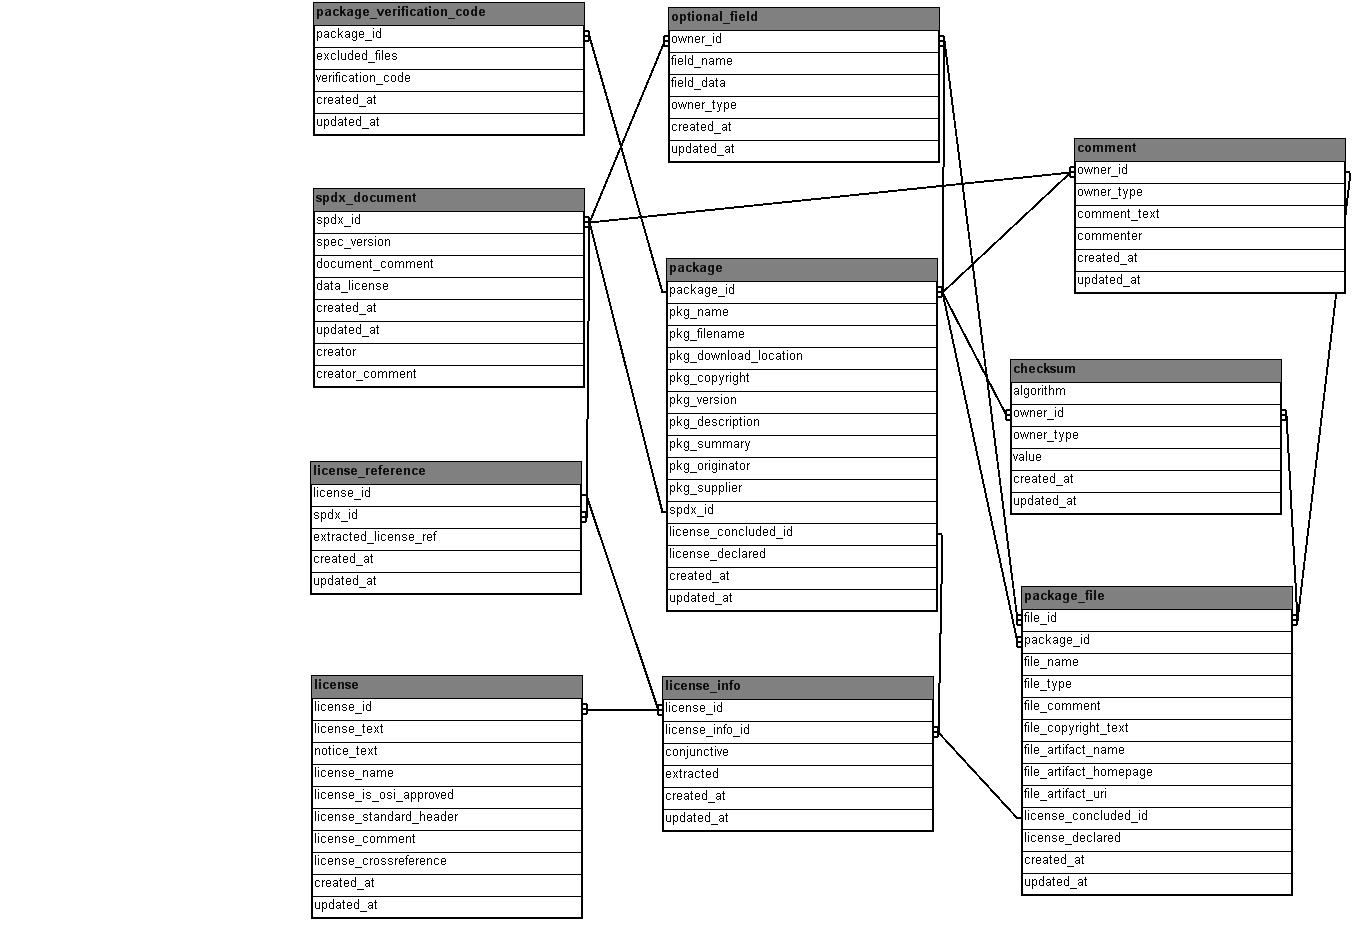 package_verification_code
package_id
excluded_files
verification_code
created_at
updated_at
optional_field
owner_id
field_name
field_data
owner_type
created_at
updated_at
comment
owner_id
owner_type
comment_text
commenter
created_at
updated_at
spdx_document
spdx_id
spec_version
document_comment
data_license
created_at
updated_at
creator
creator_comment
package
package_id
pkg_name
pkg_filename
pkg_download_location
pkg_copyright
pkg_version
pkg_description
pkg_summary
pkg_originator
pkg_supplier
spdx_id
license_concluded_id
license_declared
created_at
updated_at
checksum
algorithm
owner_id
owner_type
value
created_at
updated_at
license_reference
license_id
spdx_id
extracted_license_ref
created_at
updated_at
package_file
file_id
package_id
file_name
file_type
file_comment
file_copyright_text
file_artifact_name
file_artifact_homepage
file_artifact_uri
license_concluded_id
license_declared
created_at
updated_at
license
license_id
license_text
notice_text
license_name
license_is_osi_approved
license_standard_header
license_comment
license_crossreference
created_at
updated_at
license_info
license_id
license_info_id
conjunctive
extracted
created_at
updated_at